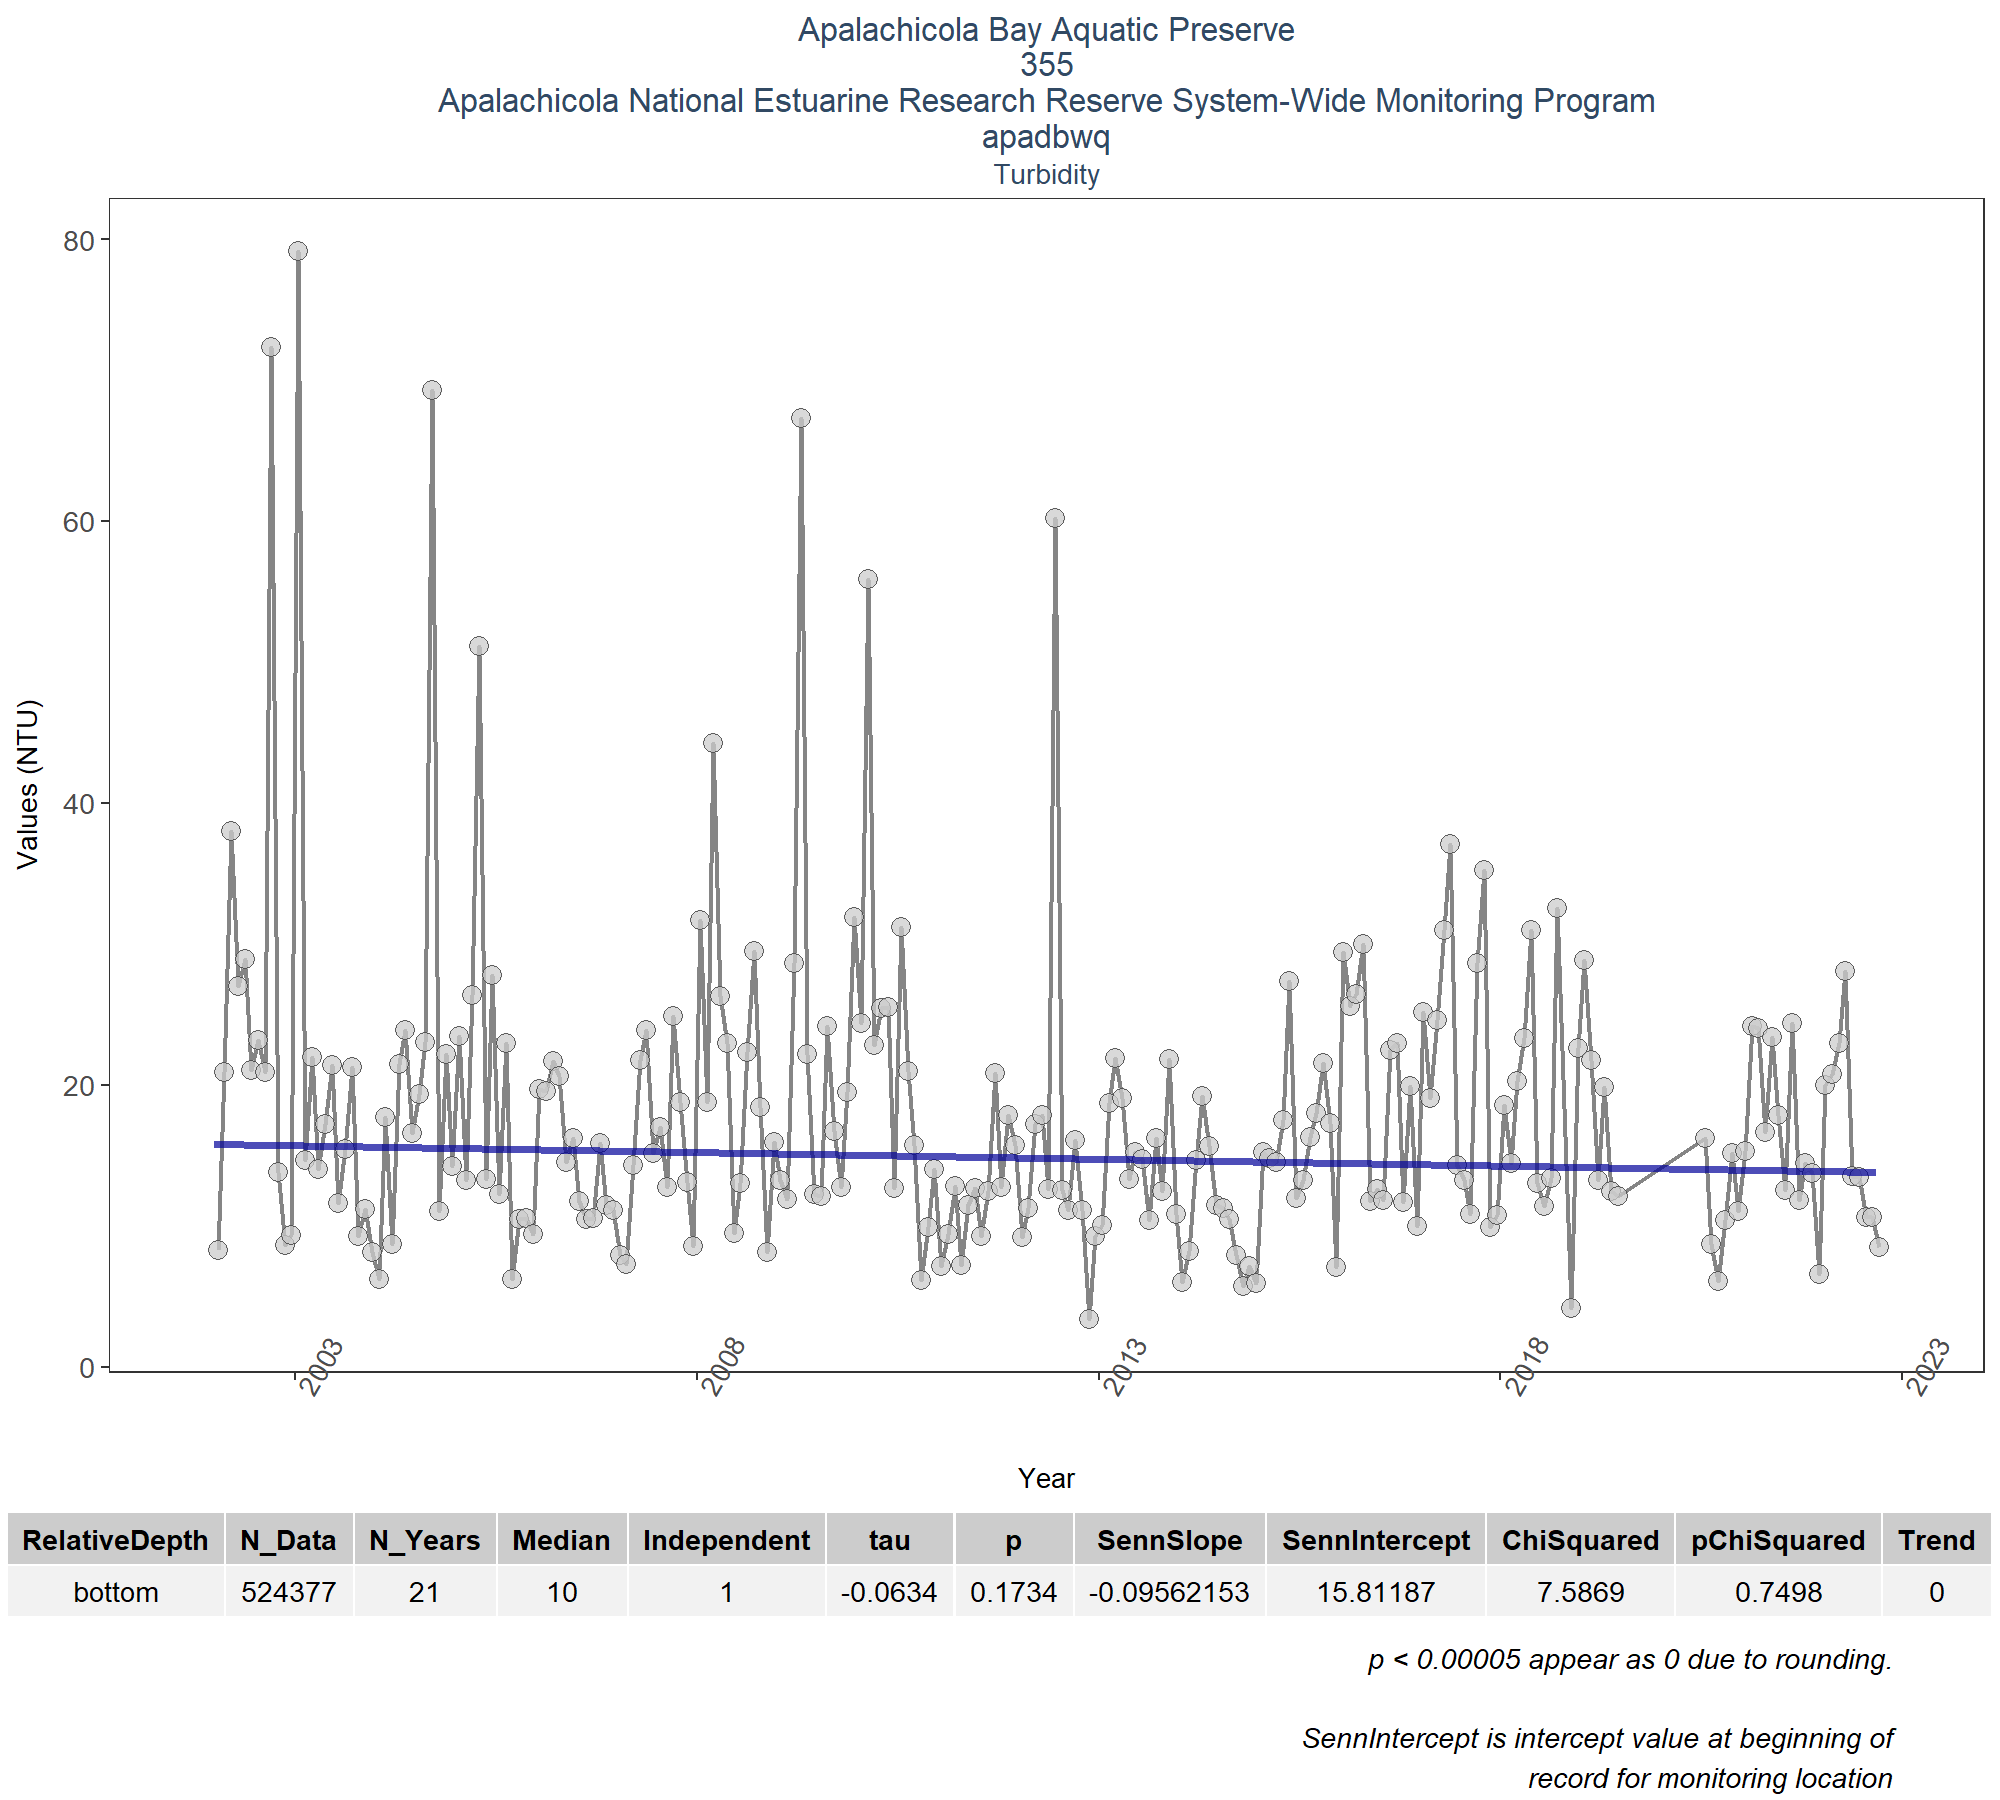 Apalachicola Bay Aquatic Preserve
355
Apalachicola National Estuarine Research Reserve System-Wide Monitoring Program
apadbwq
Turbidity
80
60
40
20
0
Values (NTU)
2003 2008 2013 2018 2023
Year
RelativeDepth N_Data N_Years Median Independent tau p SennSlope SennIntercept ChiSquared pChiSquared Trend
bottom 524377 21 10 1 -0.0634 0.1734 -0.09562153 15.81187 7.5869 0.7498 0
p < 0.00005 appear as 0 due to rounding.
SennIntercept is intercept value at beginning of
record for monitoring location